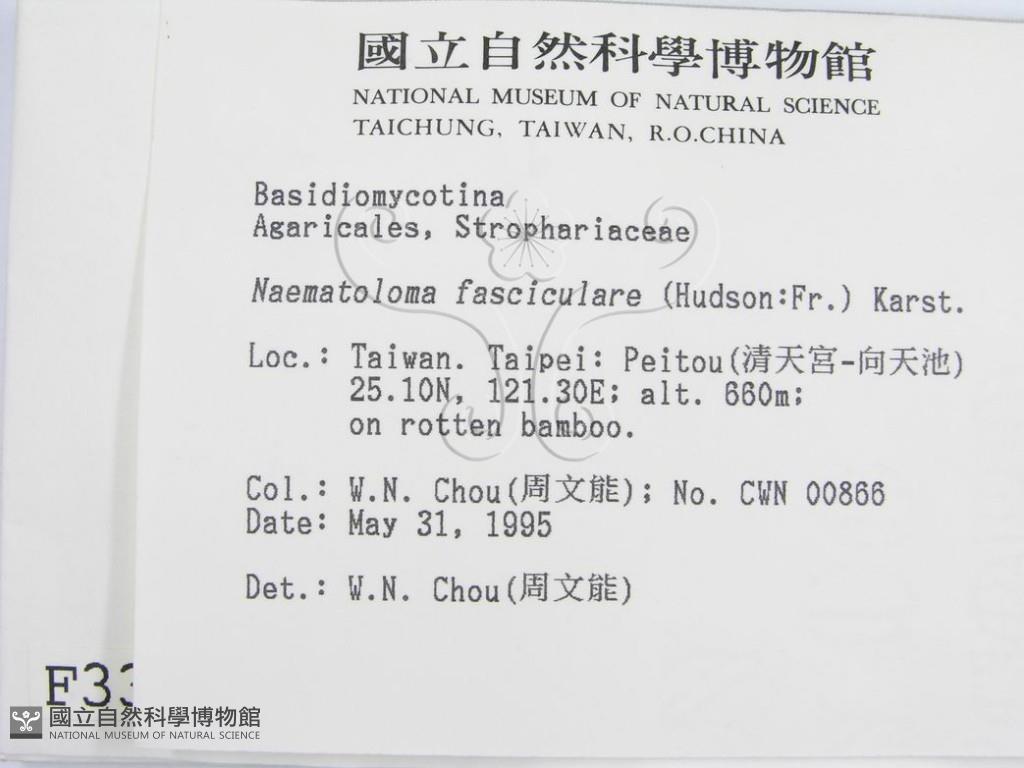 國立自然科學博物館
NATIONAL MUSEUM OF NATURAL SCIENCE
TAICHUNG, TAIWAN, R.O.CHINA
Basidiomycotina
Agaricales, Strophariaceae
Naematoloma fasciculare (Hudson:Fr.) Karst.
Loc.: Taiwan. Taipei: Peitou(清天宮-向天池)
25.10N, 121.30E; alt. 660m;
on rotten bamboo.
Col.: W.N. Chou(周文能); No. CWN 00866
Date: May 31, 1995
Det.: W.N. Chou(周文能)
F33
國立自然科學博物館
NATIONAL MUSEUM OF NATURAL SCIENCE